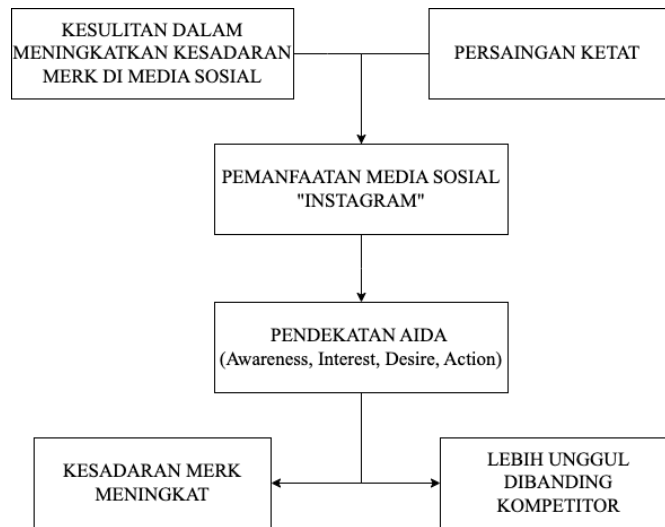 KESULITAN DALAM
MENINGKATKAN KESADARAN
MERK DI MEDIA SOSIAL
PERSAINGAN KETAT
PEMANFAATAN MEDIA SOSIAL
"INSTAGRAM"
PENDEKATAN AIDA
(Awareness, Interest, Desire, Action)
KESADARAN MERK
MENINGKAT
LEBIH UNGGUL
DIBANDING
KOMPETITOR